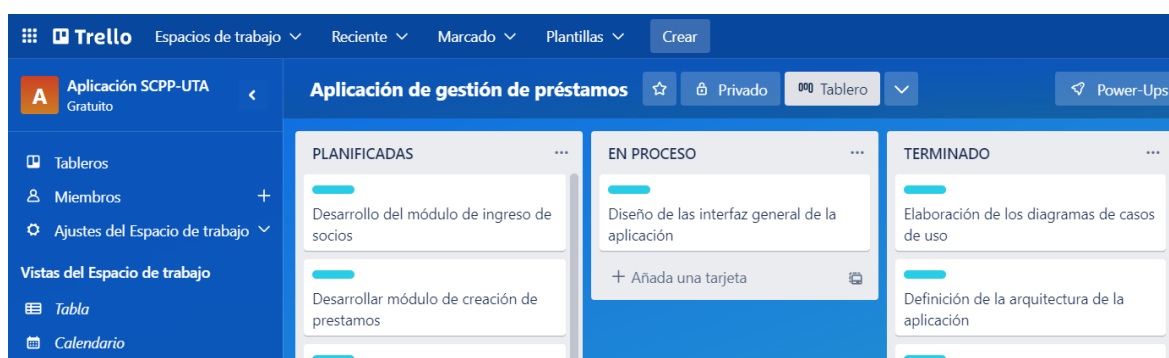 Trello Espacios de trabajo Reciente Marcado Plantillas Crear
A Aplicación SCPP-UTA
Gratuito
Aplicación de gestión de préstamos Privado Tablero Power-Ups
Tableros
Miembros
Ajustes del Espacio de trabajo
Vistas del Espacio de trabajo
Tabla
Calendario
PLANIFICADAS
Desarrollo del módulo de ingreso de
socios
Desarrollar módulo de creación de
prestamos
EN PROCESO
Diseño de las interfaz general de la
aplicación
+ Añada una tarjeta
TERMINADO
Elaboración de los diagramas de casos
de uso
Definición de la arquitectura de la
aplicación